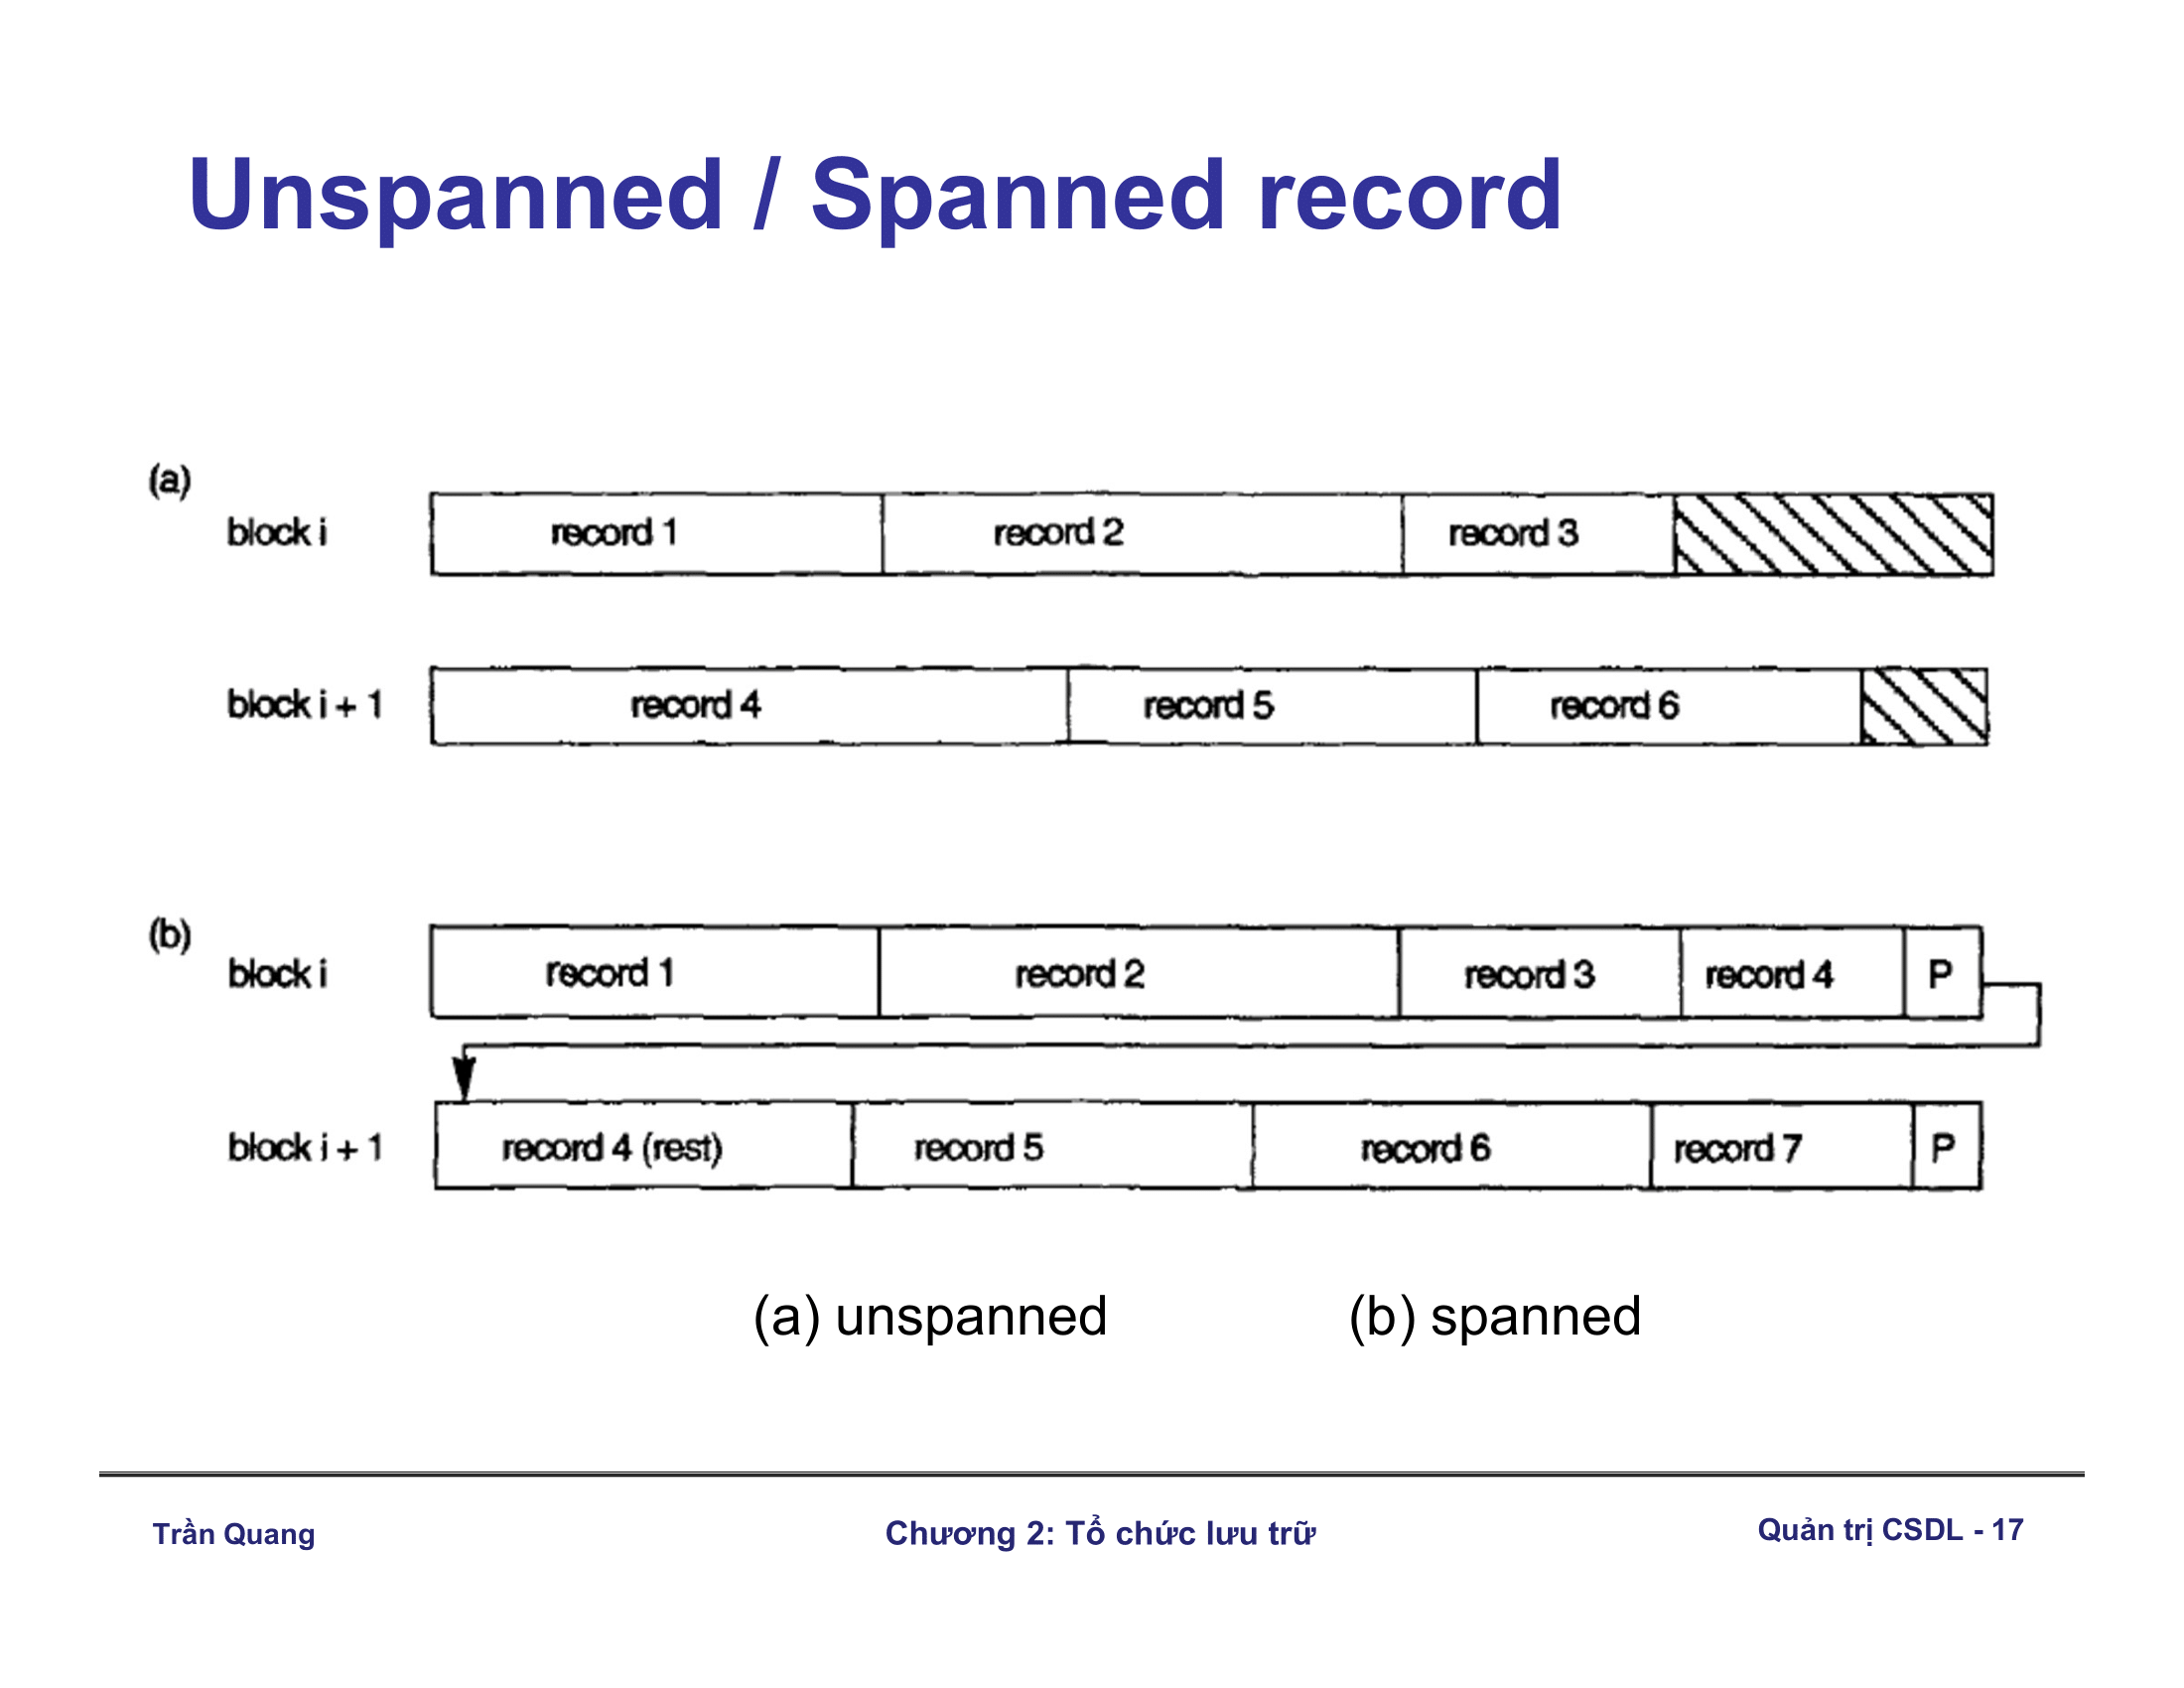 Unspanned / Spanned record
(a)
block i record 1 record 2 record 3
block i + 1 record 4 record 5 record 6
(b)
block i record 1 record 2 record 3 record 4 P
block i + 1 record 4 (rest) record 5 record 6 record 7 P
(a) unspanned (b) spanned
Trần Quang Chương 2: Tổ chức lưu trữ Quản trị CSDL - 17